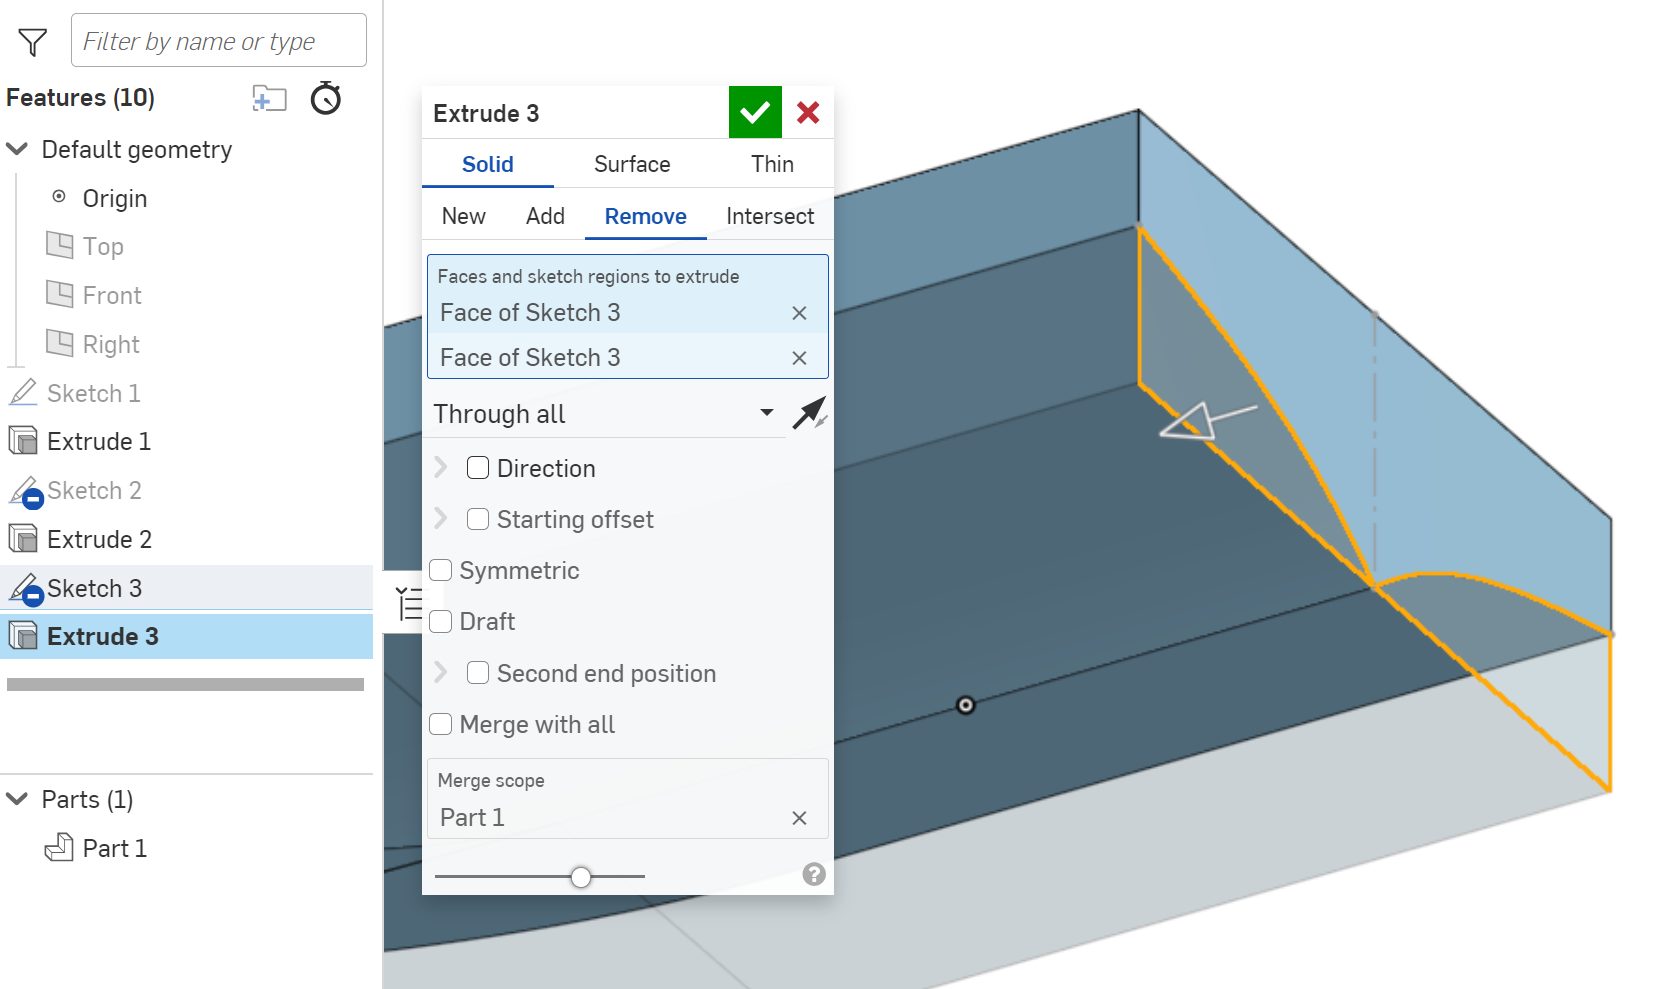 Filter by name or type
Features (10)
Default geometry
Origin
Top
Front
Right
Sketch 1
Extrude 1
Sketch 2
Extrude 2
Sketch 3
Extrude 3
Parts (1)
Part 1
Extrude 3
Solid Surface Thin
New Add Remove Intersect
Faces and sketch regions to extrude
Face of Sketch 3
Face of Sketch 3
Through all
Direction
Starting offset
Symmetric
Draft
Second end position
Merge with all
Merge scope
Part 1
?